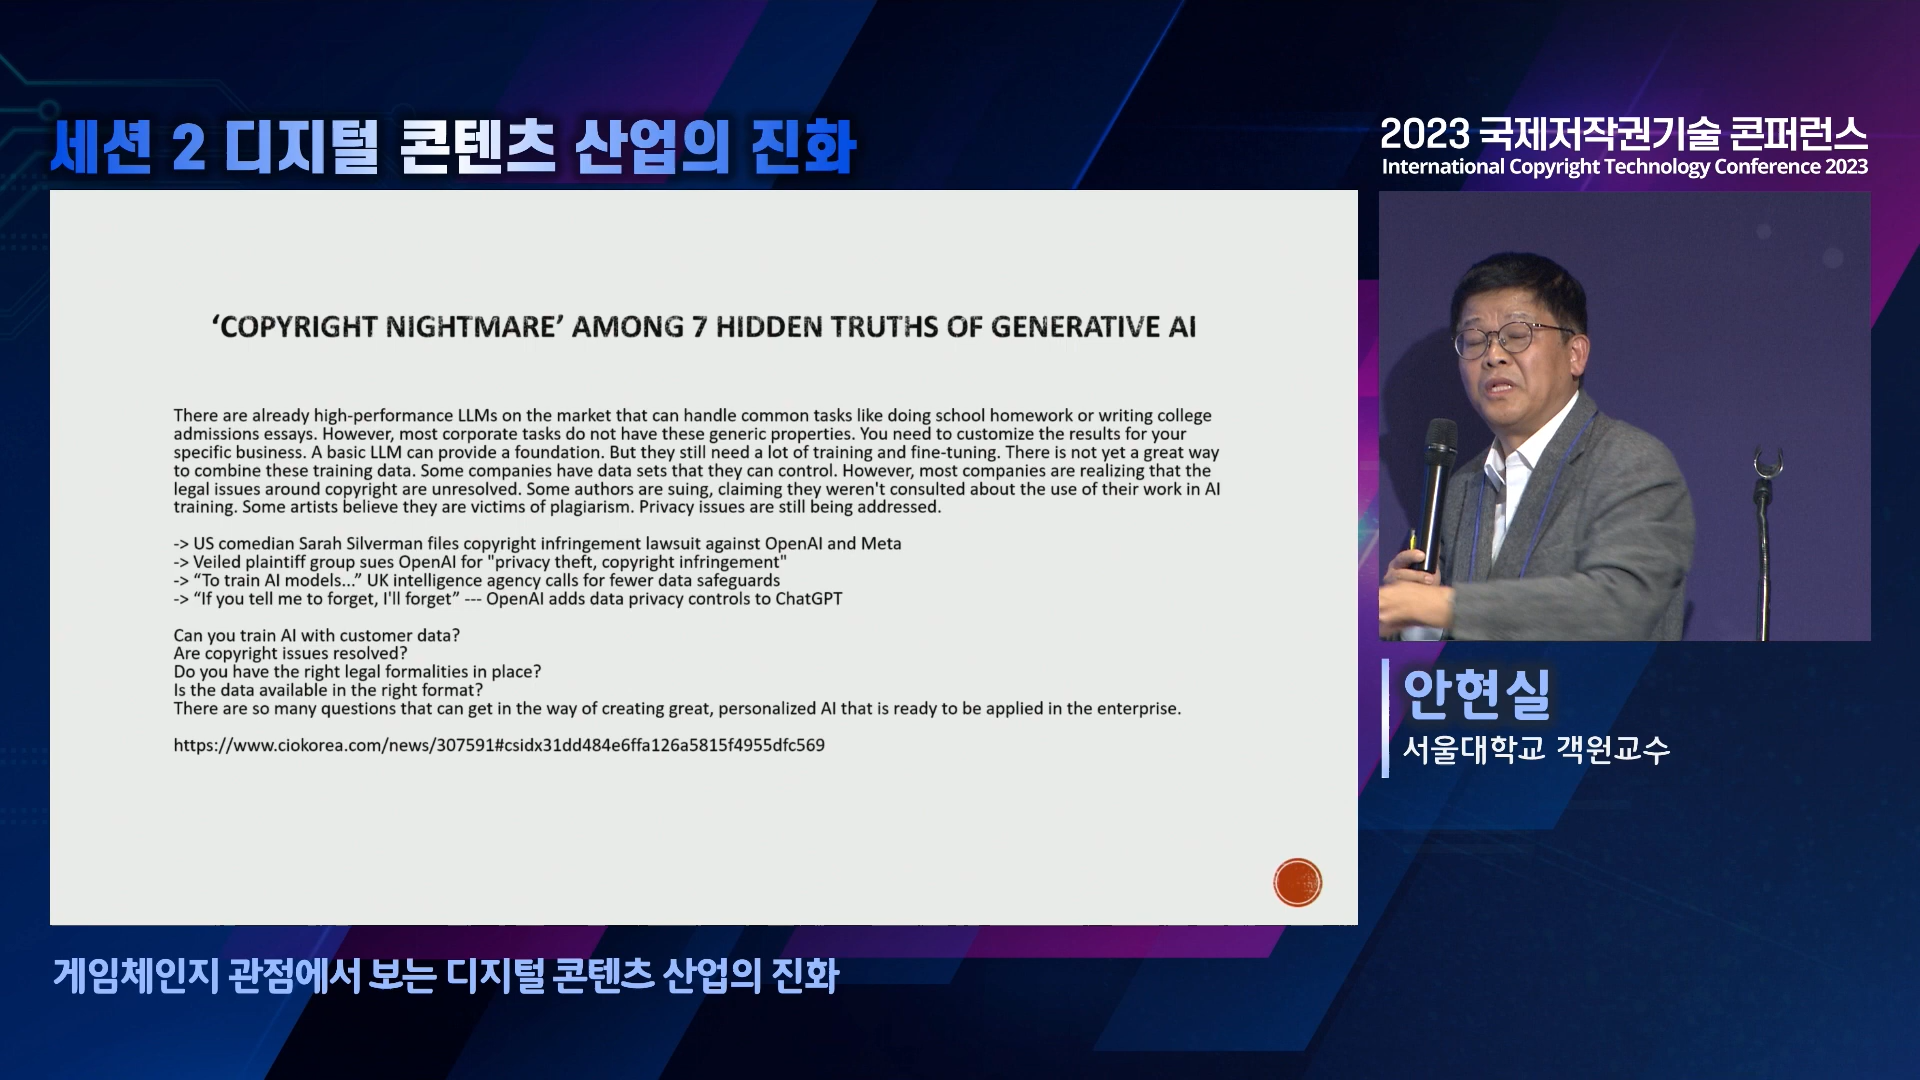 세션 2 디지털 콘텐츠 산업의 진화
2023 국제저작권기술 콘퍼런스
International Copyright Technology Conference 2023
‘COPYRIGHT NIGHTMARE’ AMONG 7 HIDDEN TRUTHS OF GENERATIVE AI
There are already high-performance LLMs on the market that can handle common tasks like doing school homework or writing college
admissions essays. However, most corporate tasks do not have these generic properties. You need to customize the results for your
specific business. A basic LLM can provide a foundation. But they still need a lot of training and fine-tuning. There is not yet a great way
to combine these training data. Some companies have data sets that they can control. However, most companies are realizing that the
legal issues around copyright are unresolved. Some authors are suing, claiming they weren't consulted about the use of their work in AI
training. Some artists believe they are victims of plagiarism. Privacy issues are still being addressed.
-> US comedian Sarah Silverman files copyright infringement lawsuit against OpenAI and Meta
-> Veiled plaintiff group sues OpenAI for "privacy theft, copyright infringement"
-> “To train AI models...” UK intelligence agency calls for fewer data safeguards
-> “If you tell me to forget, I'll forget” --- OpenAI adds data privacy controls to ChatGPT
Can you train AI with customer data?
Are copyright issues resolved?
Do you have the right legal formalities in place?
Is the data available in the right format?
There are so many questions that can get in the way of creating great, personalized AI that is ready to be applied in the enterprise.
https://www.ciokorea.com/news/307591#csidx31dd484e6ffa126a5815f4955dfc569
안현실
서울대학교 객원교수
게임체인지 관점에서 보는 디지털 콘텐츠 산업의 진화